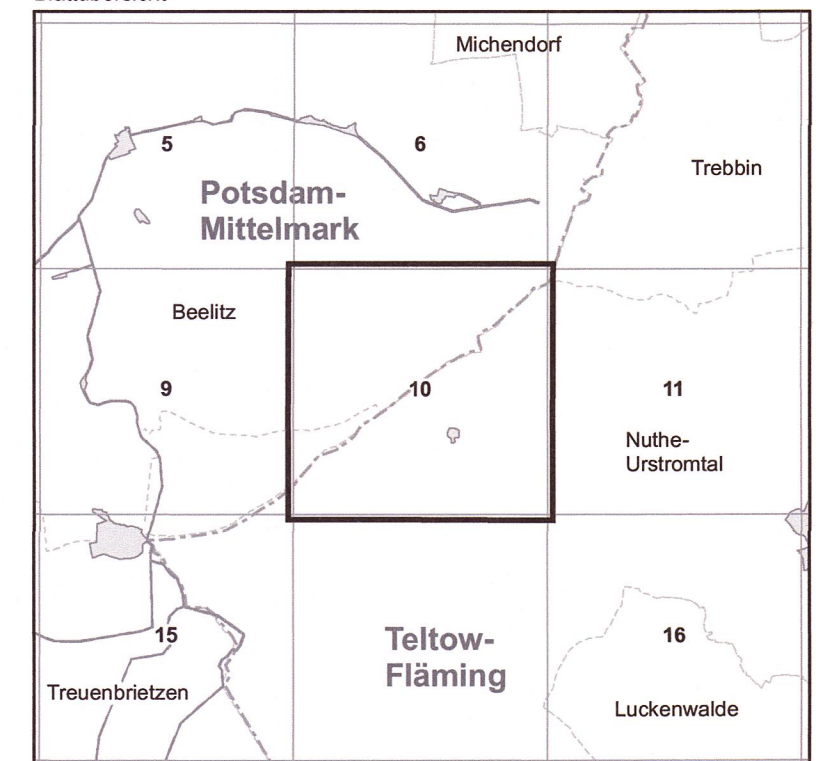 Michendorf
5
6
Trebbin
Potsdam-
Mittelmark
Beelitz
9
10
11
Nuthe-
Urstromtal
15
Teltow-
Fläming
16
Treuenbrietzen
Luckenwalde